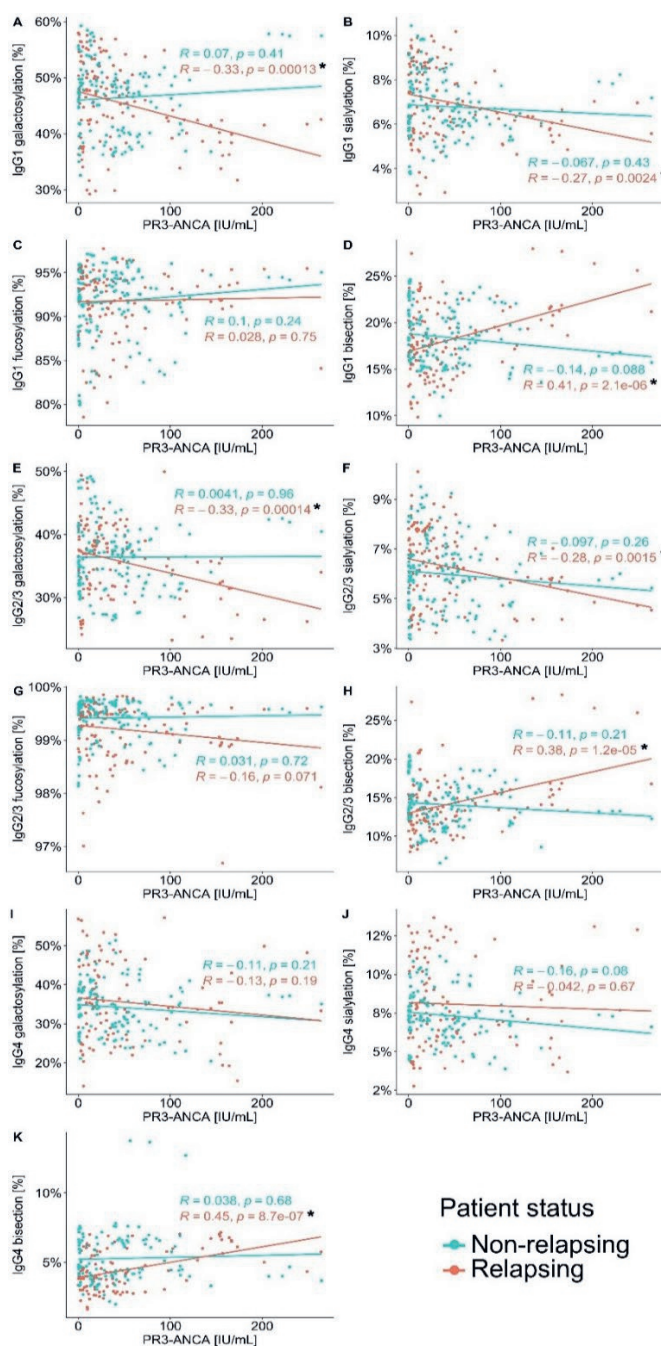 A
B
60%
50%
40%
30%
IgG1 galactosylation [%]
R = 0.07, p = 0.41
R = −0.33, p = 0.00013 *
0 100 200
PR3-ANCA [IU/mL]
10%
8%
6%
4%
IgG1 sialylation [%]
R = −0.067, p = 0.43
R = −0.27, p = 0.0024
0 100 200
PR3-ANCA [IU/mL]
C
D
95%
90%
85%
80%
IgG1 fucosylation [%]
R = 0.1, p = 0.24
R = 0.028, p = 0.75
0 100 200
PR3-ANCA [IU/mL]
25%
20%
15%
10%
IgG1 bisection [%]
R = −0.14, p = 0.088
R = 0.41, p = 2.1e-06 *
0 100 200
PR3-ANCA [IU/mL]
E
F
50%
40%
30%
IgG2/3 galactosylation [%]
R = 0.0041, p = 0.96
R = −0.33, p = 0.00014 *
0 100 200
PR3-ANCA [IU/mL]
9%
6%
5%
3%
IgG2/3 sialylation [%]
R = −0.097, p = 0.26
R = −0.28, p = 0.0015
0 100 200
PR3-ANCA [IU/mL]
G
H
100%
99%
98%
97%
IgG2/3 fucosylation [%]
R = 0.031, p = 0.72
R = −0.16, p = 0.071
0 100 200
PR3-ANCA [IU/mL]
25%
20%
15%
10%
IgG2/3 bisection [%]
R = −0.11, p = 0.21
R = 0.38, p = 1.2e-05 *
0 100 200
PR3-ANCA [IU/mL]
I
J
50%
40%
30%
20%
IgG4 galactosylation [%]
R = −0.11, p = 0.21
R = −0.13, p = 0.19
0 100 200
PR3-ANCA [IU/mL]
12%
10%
8%
5%
2%
IgG4 sialylation [%]
R = −0.16, p = 0.08
R = −0.042, p = 0.67
0 100 200
PR3-ANCA [IU/mL]
K
10%
5%
IgG4 bisection [%]
R = 0.038, p = 0.68
R = 0.45, p = 8.7e-07 *
0 100 200
PR3-ANCA [IU/mL]
Patient status
Non-relapsing
Relapsing